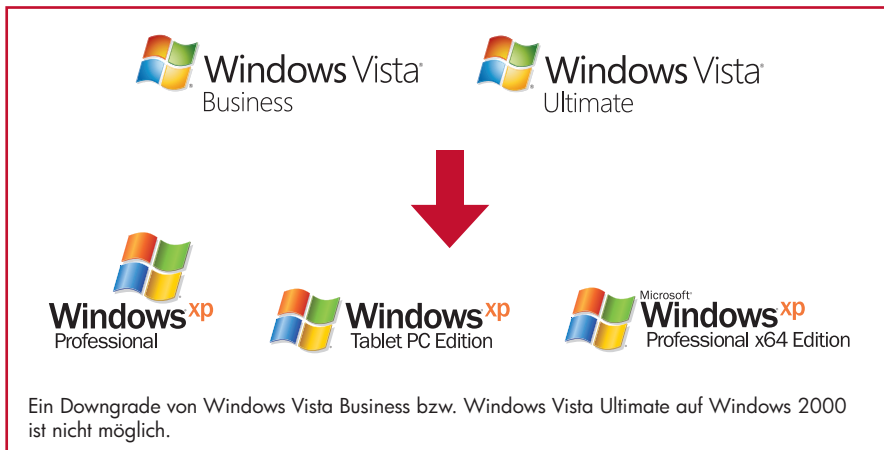 Windows Vista
Business
Windows Vista
Ultimate
Windows xp
Professional
Windows xp
Tablet PC Edition
Microsoft
Windows xp
Professional x64 Edition
Ein Downgrade von Windows Vista Business bzw. Windows Vista Ultimate auf Windows 2000
ist nicht möglich.